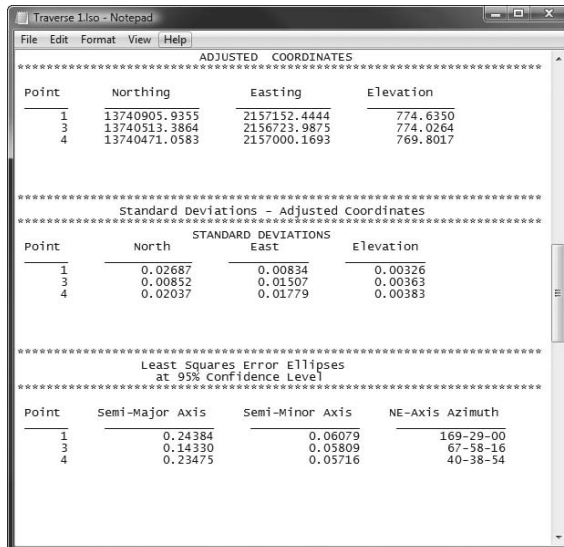 Traverse 1.lso - Notepad
File Edit Format View Help
ADJUSTED COORDINATES
************************************************************************
Point Northing Easting Elevation
1 13740905.9355 2157152.4444 774.6350
3 13740513.3864 2156723.9875 774.0264
4 13740471.0583 2157000.1693 769.8017
************************************************************************
Standard Deviations - Adjusted Coordinates
************************************************************************
STANDARD DEVIATIONS
Point North East Elevation
1 0.02687 0.00834 0.00326
3 0.00852 0.01507 0.00363
4 0.02037 0.01779 0.00383
************************************************************************
Least Squares Error Ellipses
at 95% Confidence Level
************************************************************************
Point Semi-Major Axis Semi-Minor Axis NE-Axis Azimuth
1 0.24384 0.06079 169-29-00
3 0.14330 0.05809 67-58-16
4 0.23475 0.05716 40-38-54